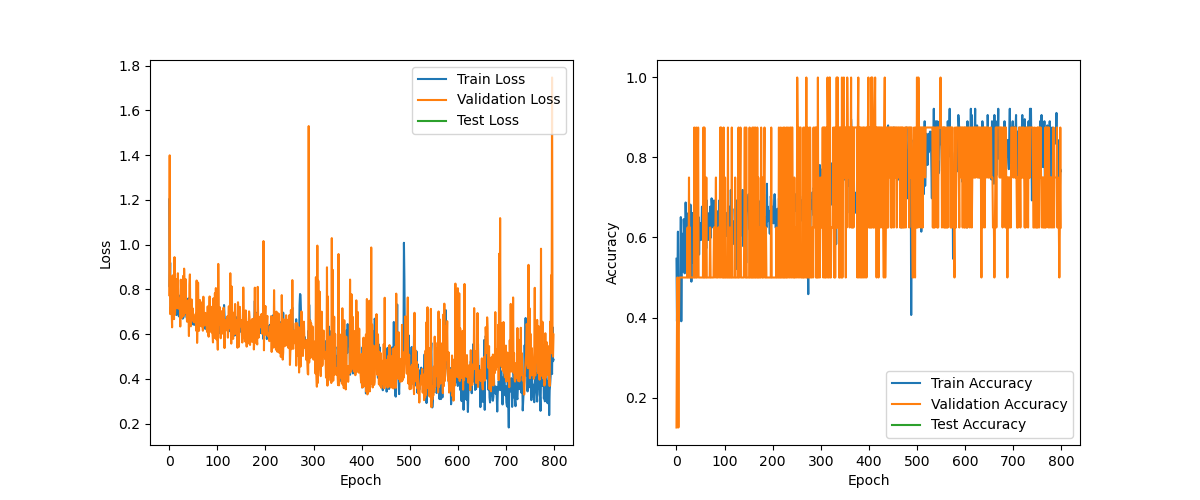 1.8
1.6
1.4
1.2
1.0
0.8
0.6
0.4
0.2
Loss
0 100 200 300 400 500 600 700 800
Epoch
Train Loss
Validation Loss
Test Loss
1.0
0.8
0.6
0.4
0.2
Accuracy
0 100 200 300 400 500 600 700 800
Epoch
Train Accuracy
Validation Accuracy
Test Accuracy